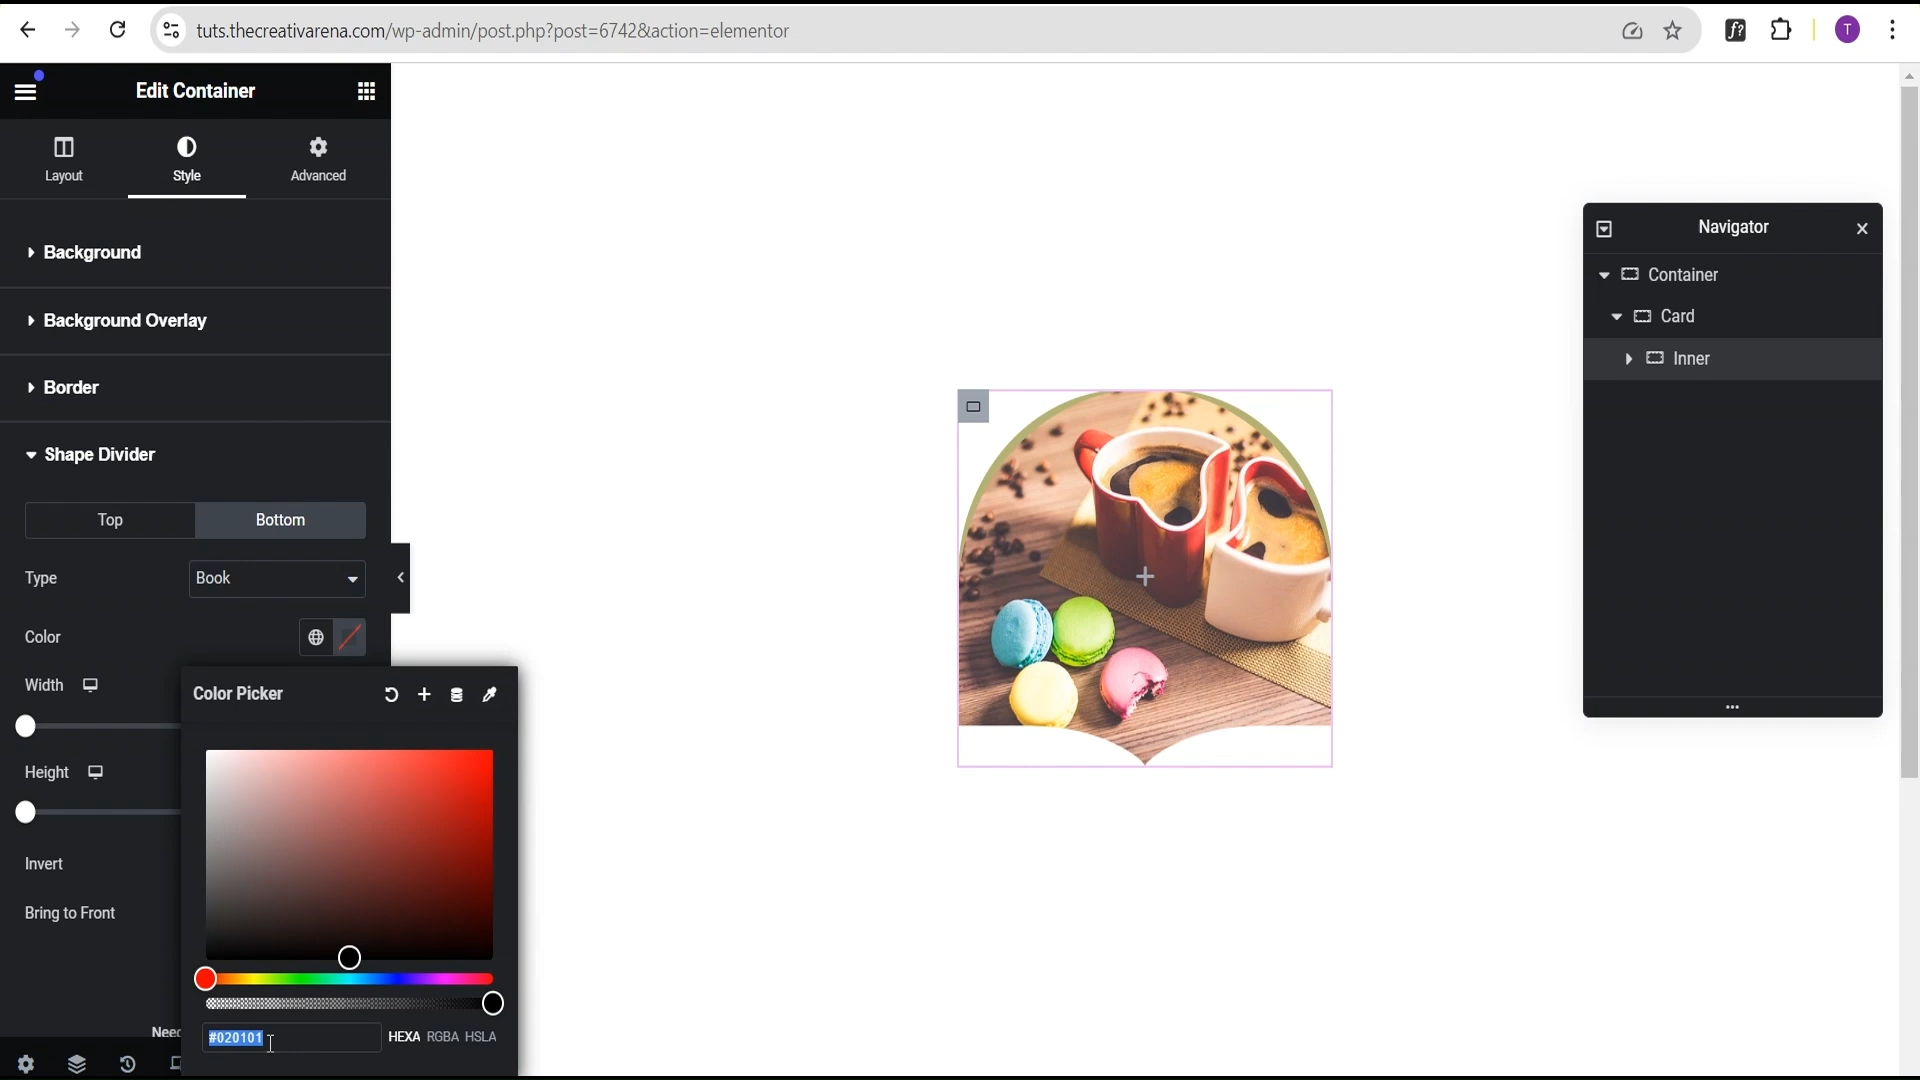 tuts.thecreativarena.com/wp-admin/post.php?post=6742&action=elementor
f?
T
Edit Container
Layout
Style
Advanced
Background
Background Overlay
Border
Shape Divider
Top
Bottom
Type
Book
Color
Width
Height
Invert
Bring to Front
Need
Color Picker
#020101
HEXA RGBA HSLA
Navigator
Container
Card
Inner